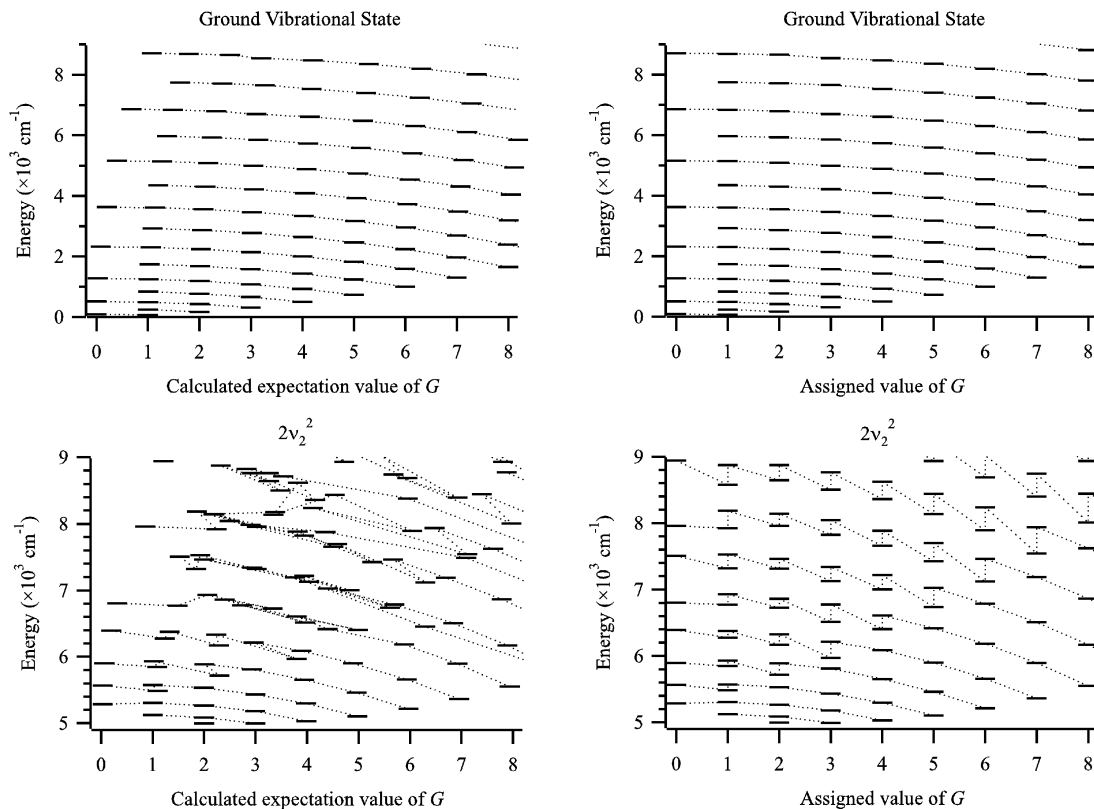 Ground Vibrational State
Energy (×10³ cm⁻¹)
8
6
4
2
0
0 1 2 3 4 5 6 7 8
Calculated expectation value of G
Ground Vibrational State
Energy (×10³ cm⁻¹)
8
6
4
2
0
0 1 2 3 4 5 6 7 8
Assigned value of G
2ν₂²
Energy (×10³ cm⁻¹)
9
8
7
6
5
0 1 2 3 4 5 6 7 8
Calculated expectation value of G
2ν₂²
Energy (×10³ cm⁻¹)
9
8
7
6
5
0 1 2 3 4 5 6 7 8
Assigned value of G